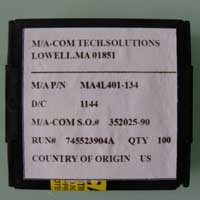 M/A-COM TECH.SOLUTIONS
LOWELL.MA 01851
M/A P/N MA4L401-134
D/C 1144
M/A-COM S.O.# 352025-90
RUN# 745523904A QTY 100
COUNTRY OF ORIGIN US